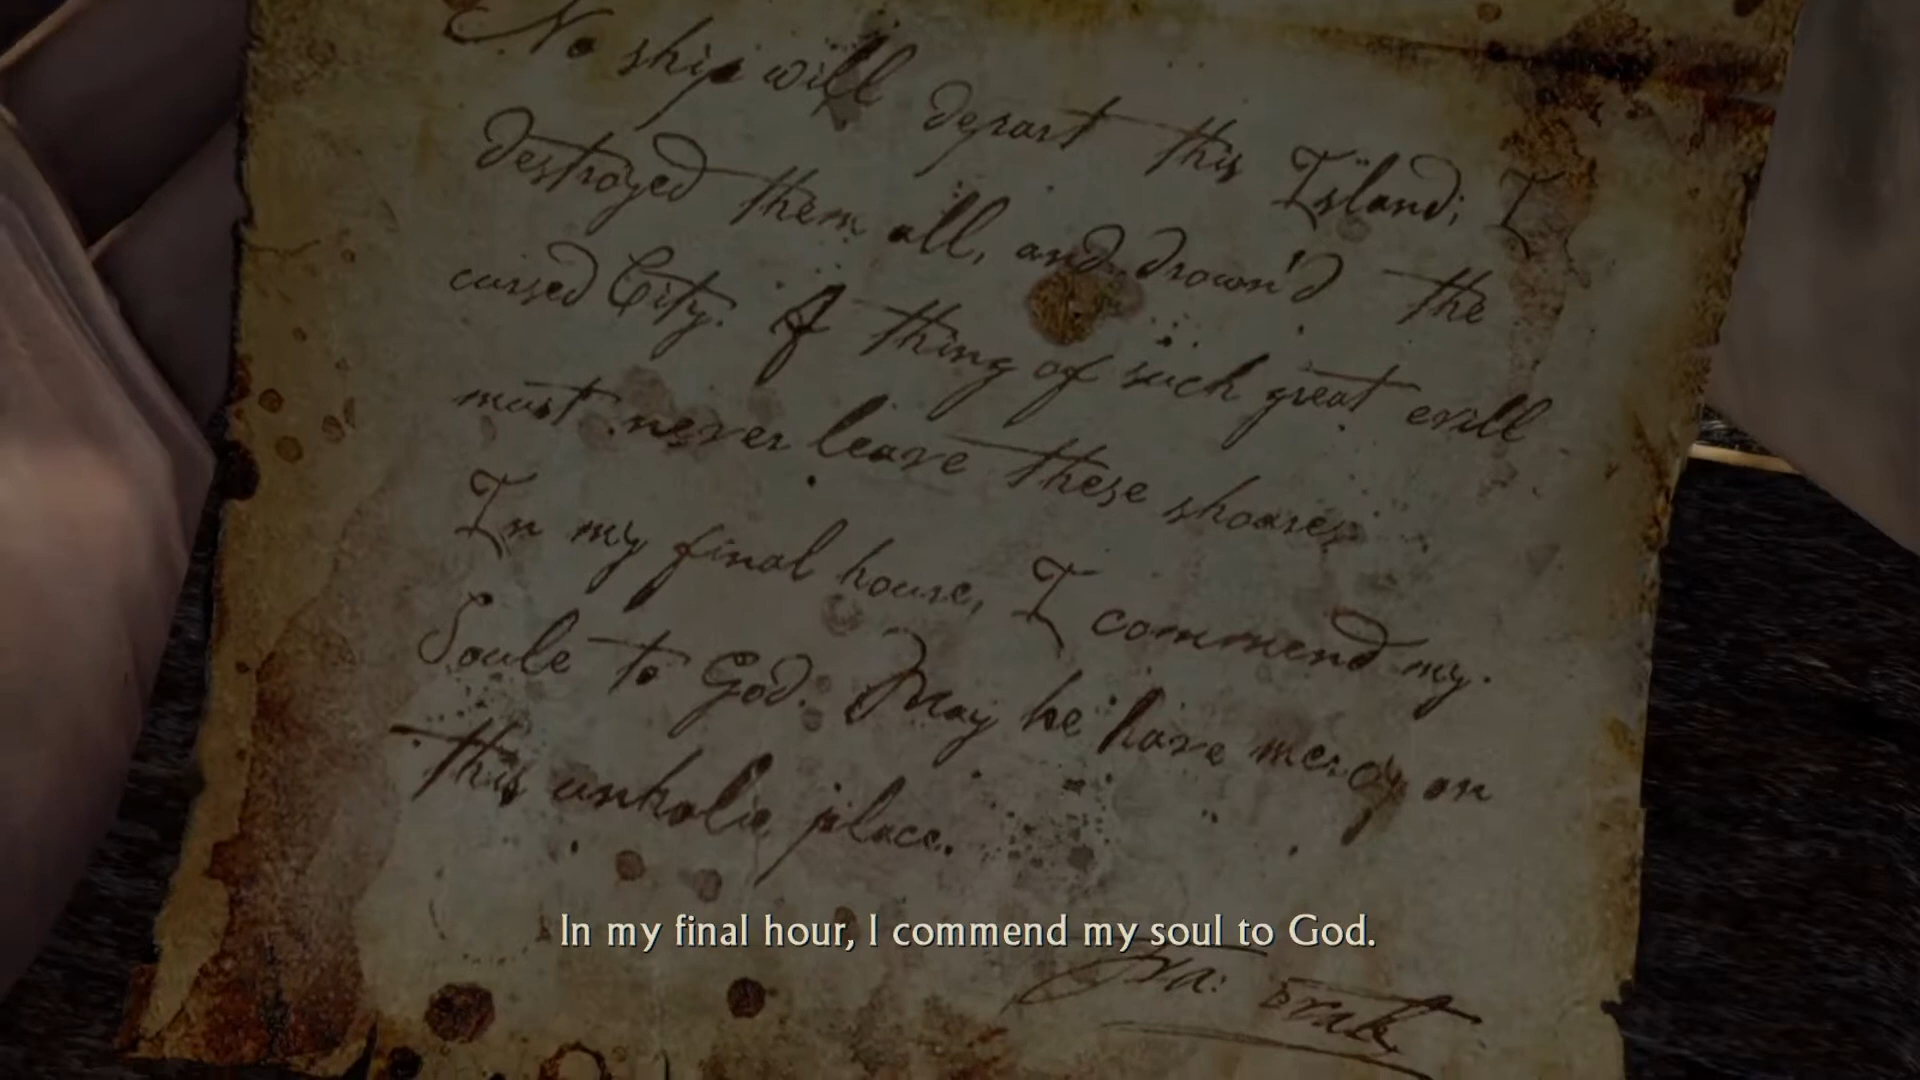 No ship will depart this Island; I
destroyed them all, and drown'd the
cursed City. A thing of such great evill
must never leave these shoares
In my final houre, I commend my
Soule to God. May he have mercy on
this unholie place.
In my final hour, I commend my soul to God.
Fra: Drake